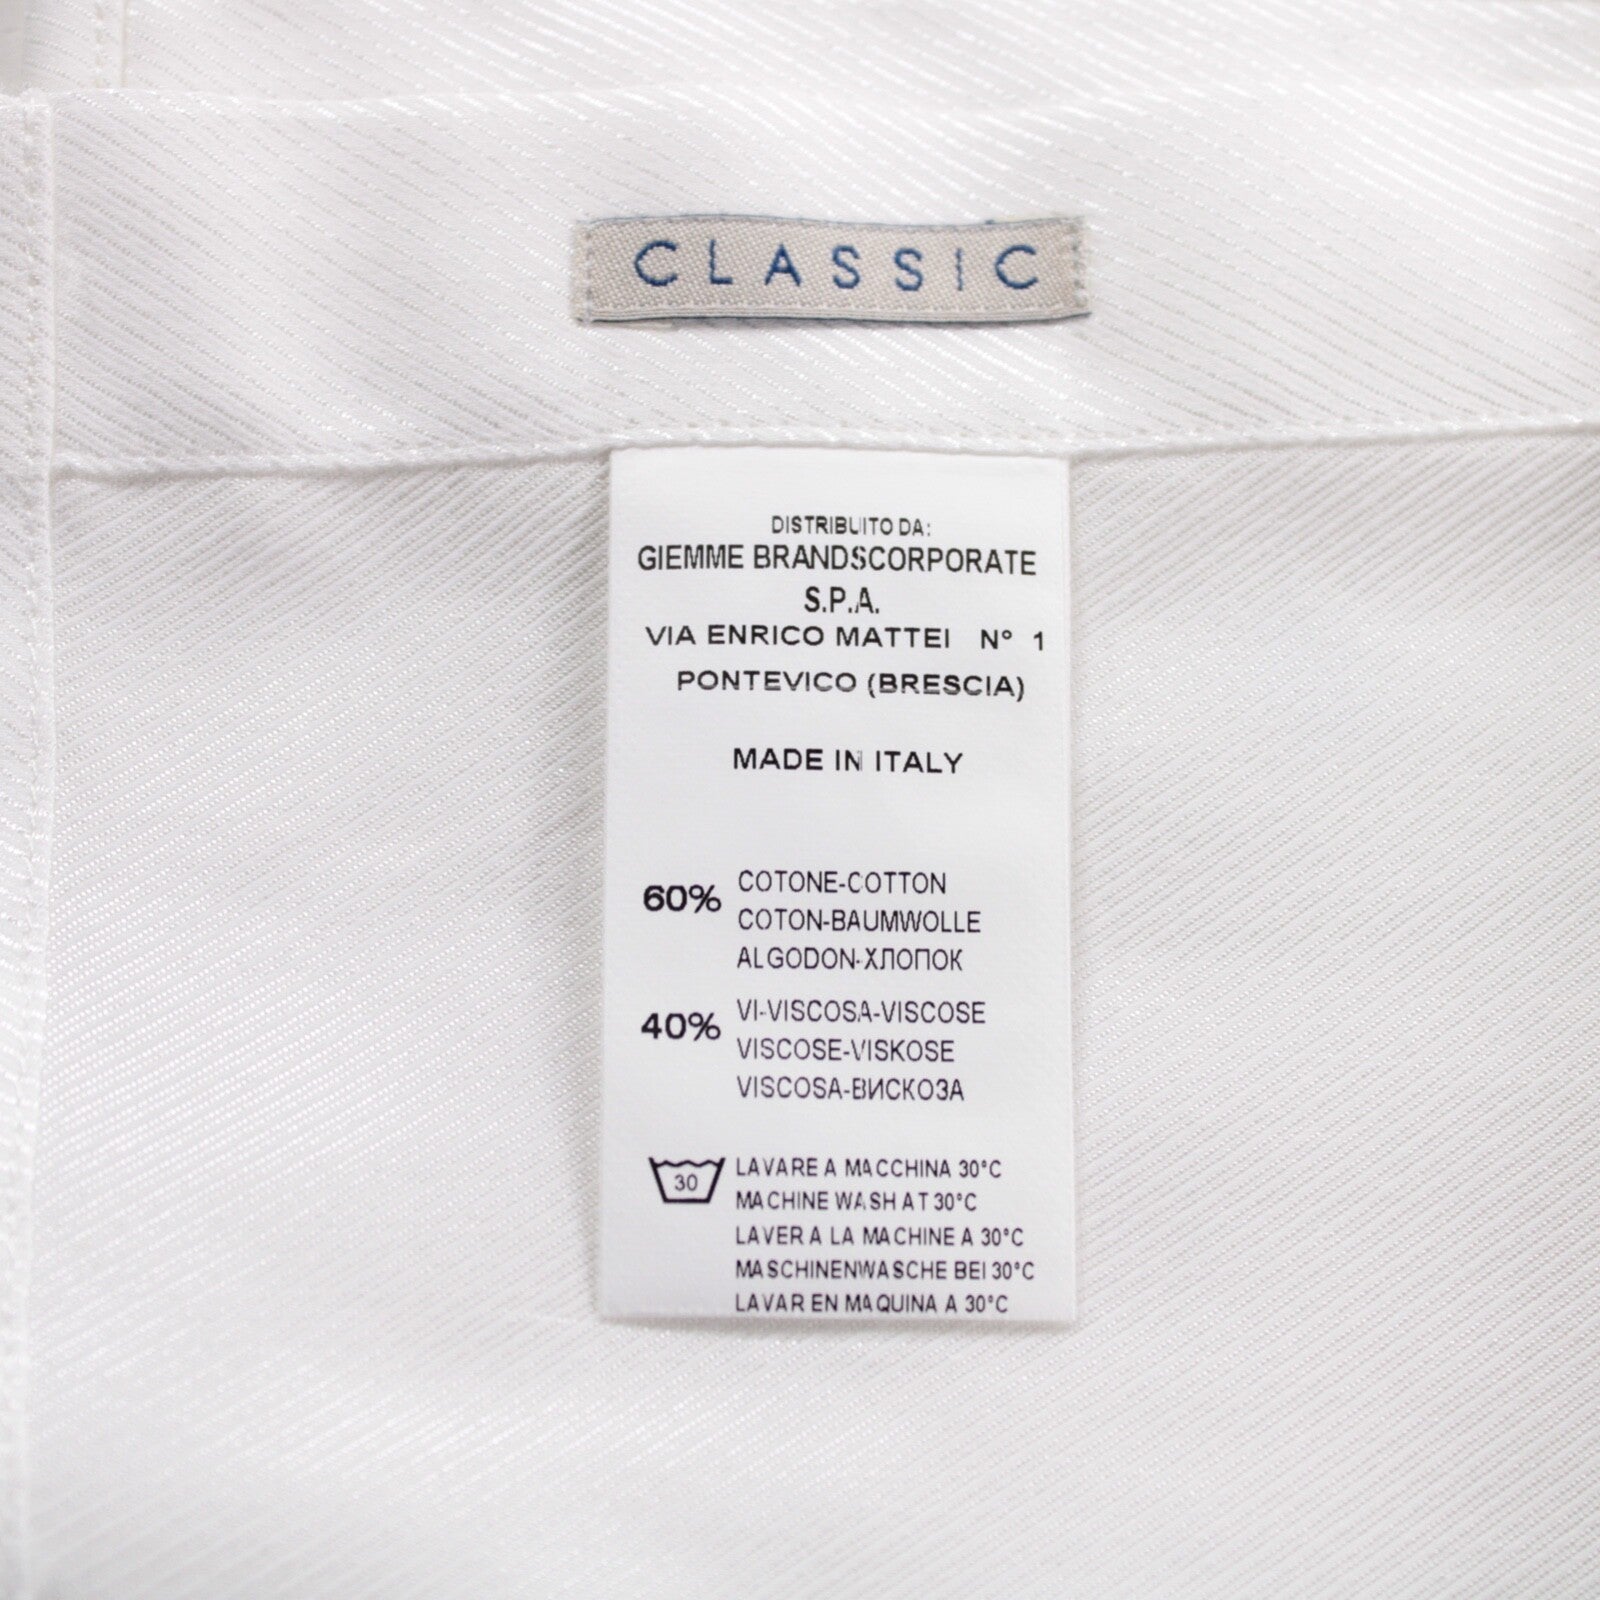 CLASSIC
DISTRIBUITO DA:
GIEMME BRANDSCORPORATE
S.P.A.
VIA ENRICO MATTEI N° 1
PONTEVICO (BRESCIA)
MADE IN ITALY
60% COTONE-COTTON
COTON-BAUMWOLLE
ALGODON-ХЛОПОК
40% VI-VISCOSA-VISCOSE
VISCOSE-VISKOSE
VISCOSA-ВИСКОЗА
30 LAVARE A MACCHINA 30°C
MACHINE WASH AT 30°C
LAVER A LA MACHINE A 30°C
MASCHINENWASCHE BEI 30°C
LAVAR EN MAQUINA A 30°C